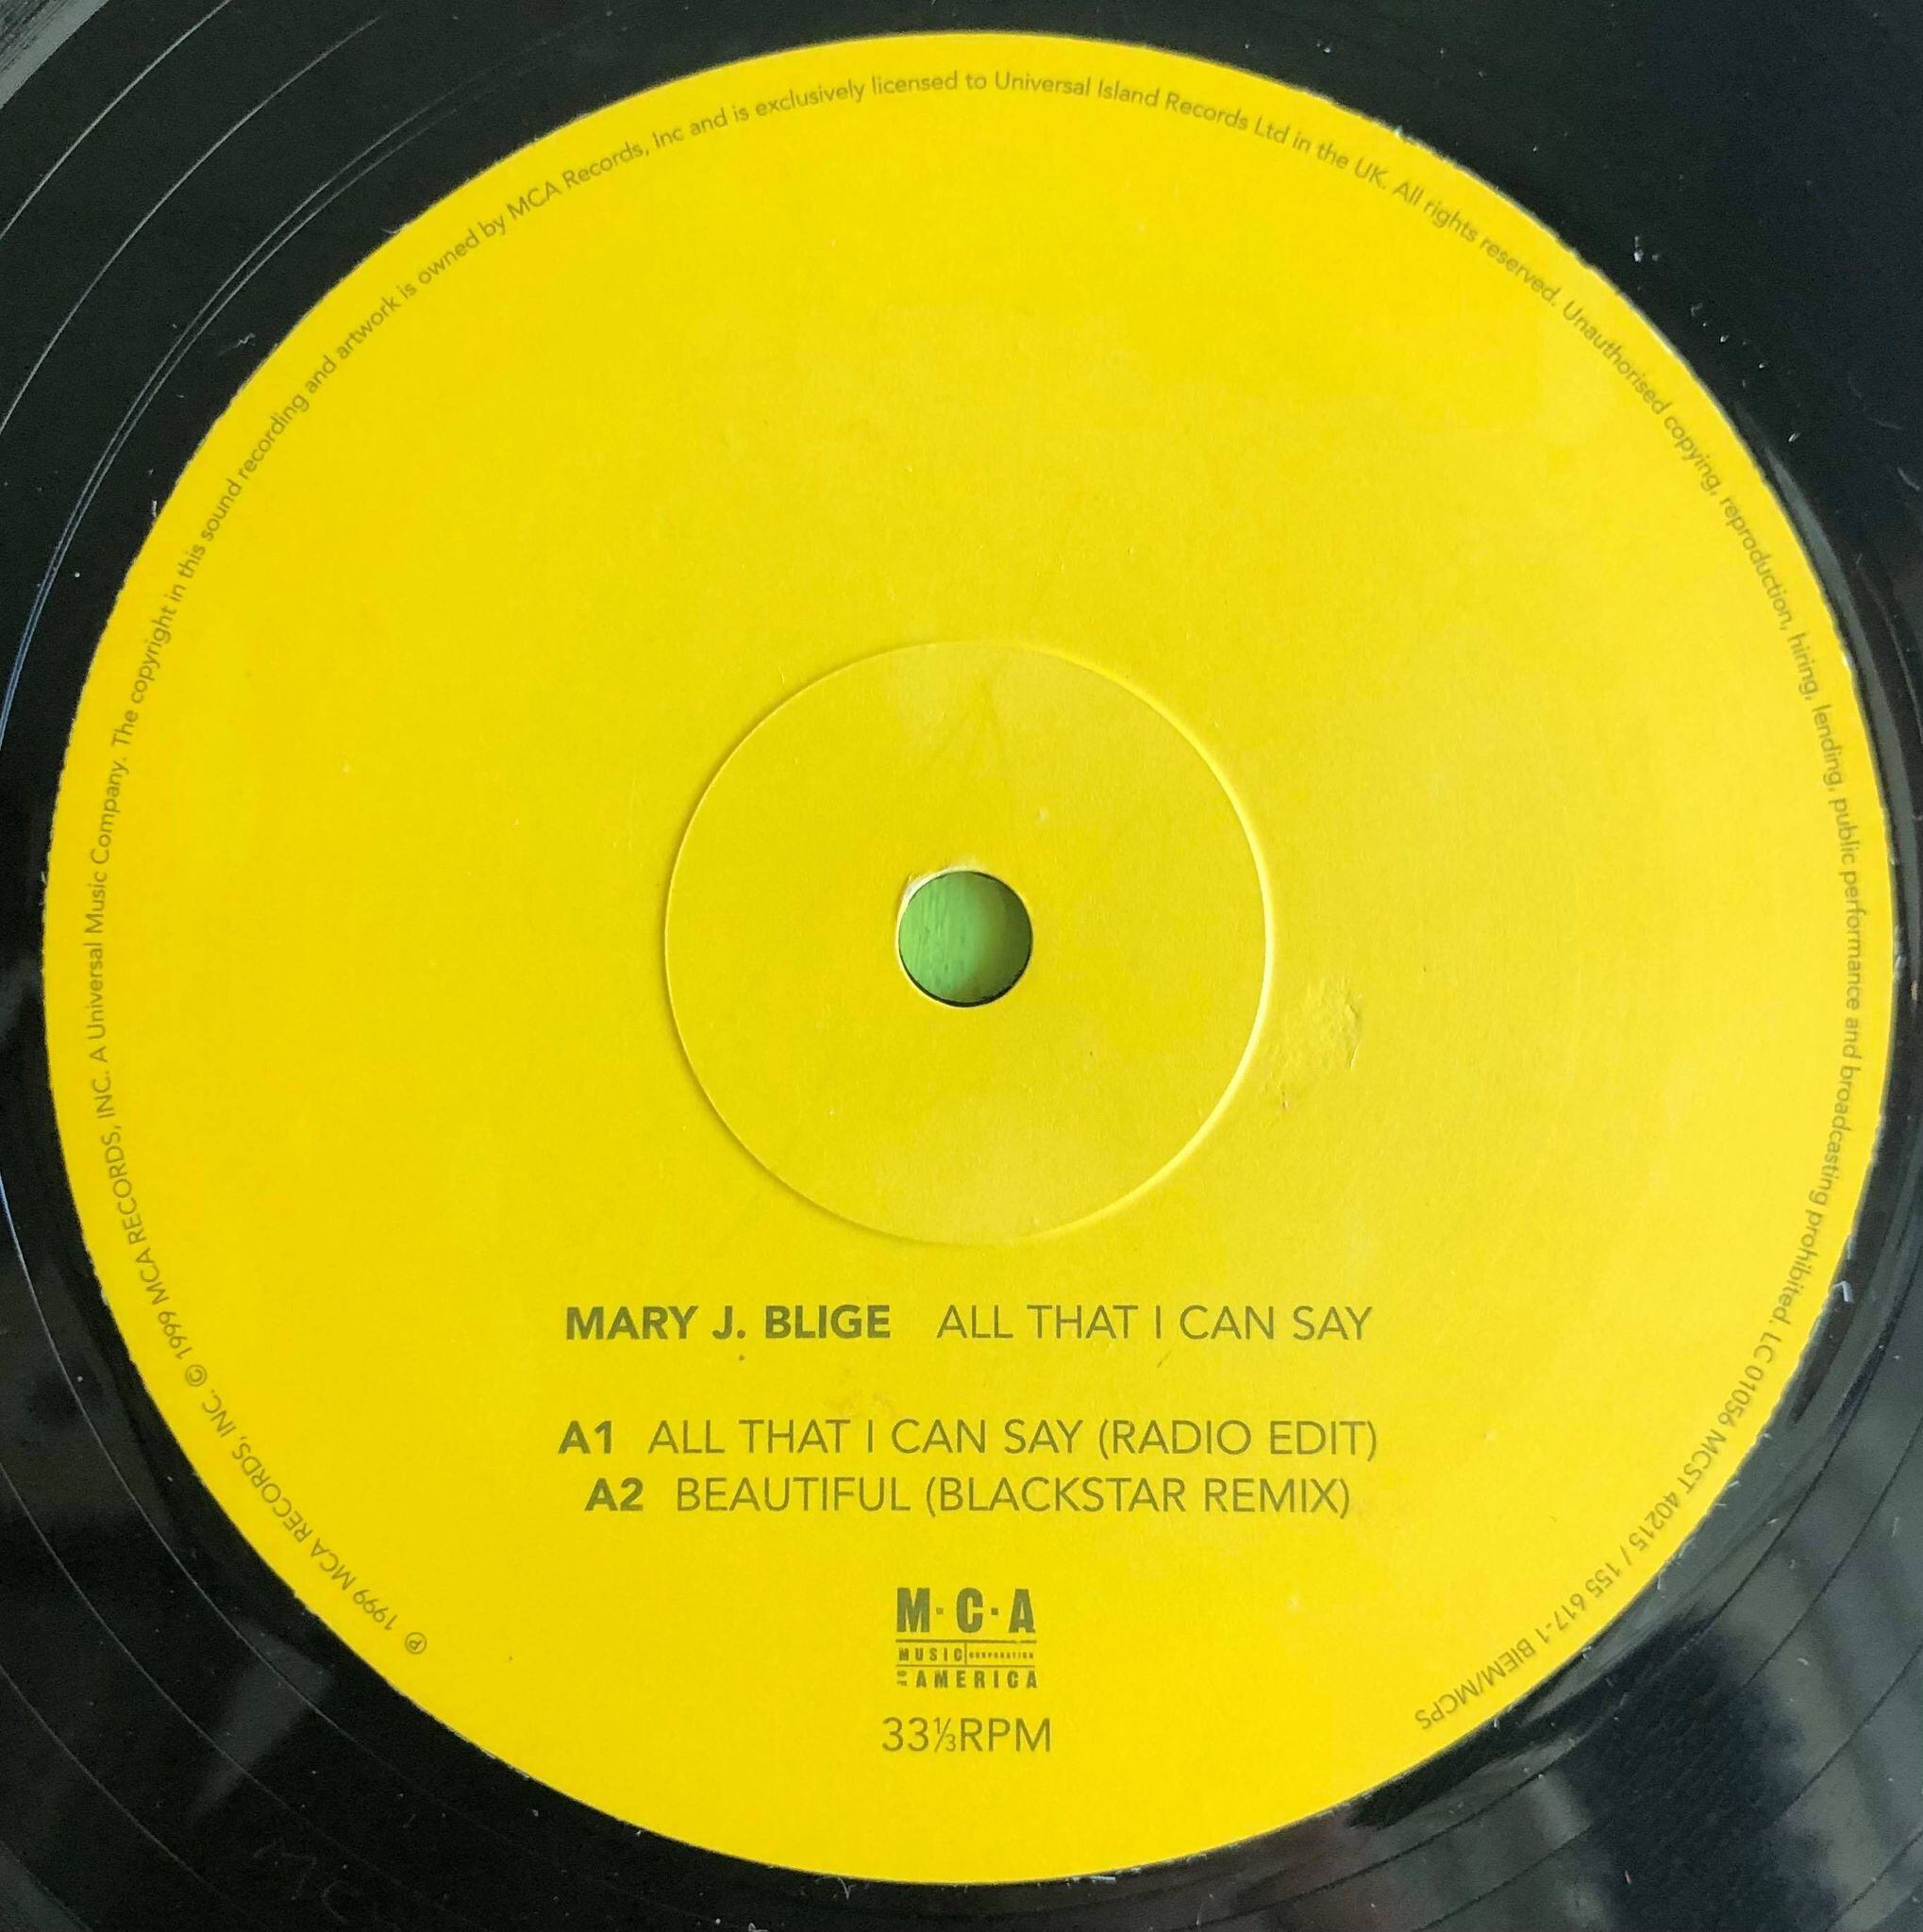 ℗ 1999 MCA RECORDS, INC. © 1999 MCA RECORDS, INC. A Universal Music Company. The copyright in this sound recording and artwork is owned by MCA Records, Inc and is exclusively licensed to Universal Island Records Ltd in the UK. All rights reserved. Unauthorised copying, reproduction, hiring, lending, public performance and broadcasting prohibited. LC 01056 MCST 40215 / 155 617-1 BIEM/MCPS
MARY J. BLIGE ALL THAT I CAN SAY
A1 ALL THAT I CAN SAY (RADIO EDIT)
A2 BEAUTIFUL (BLACKSTAR REMIX)
M·C·A
MUSIC CORPORATION
OF AMERICA
33⅓RPM